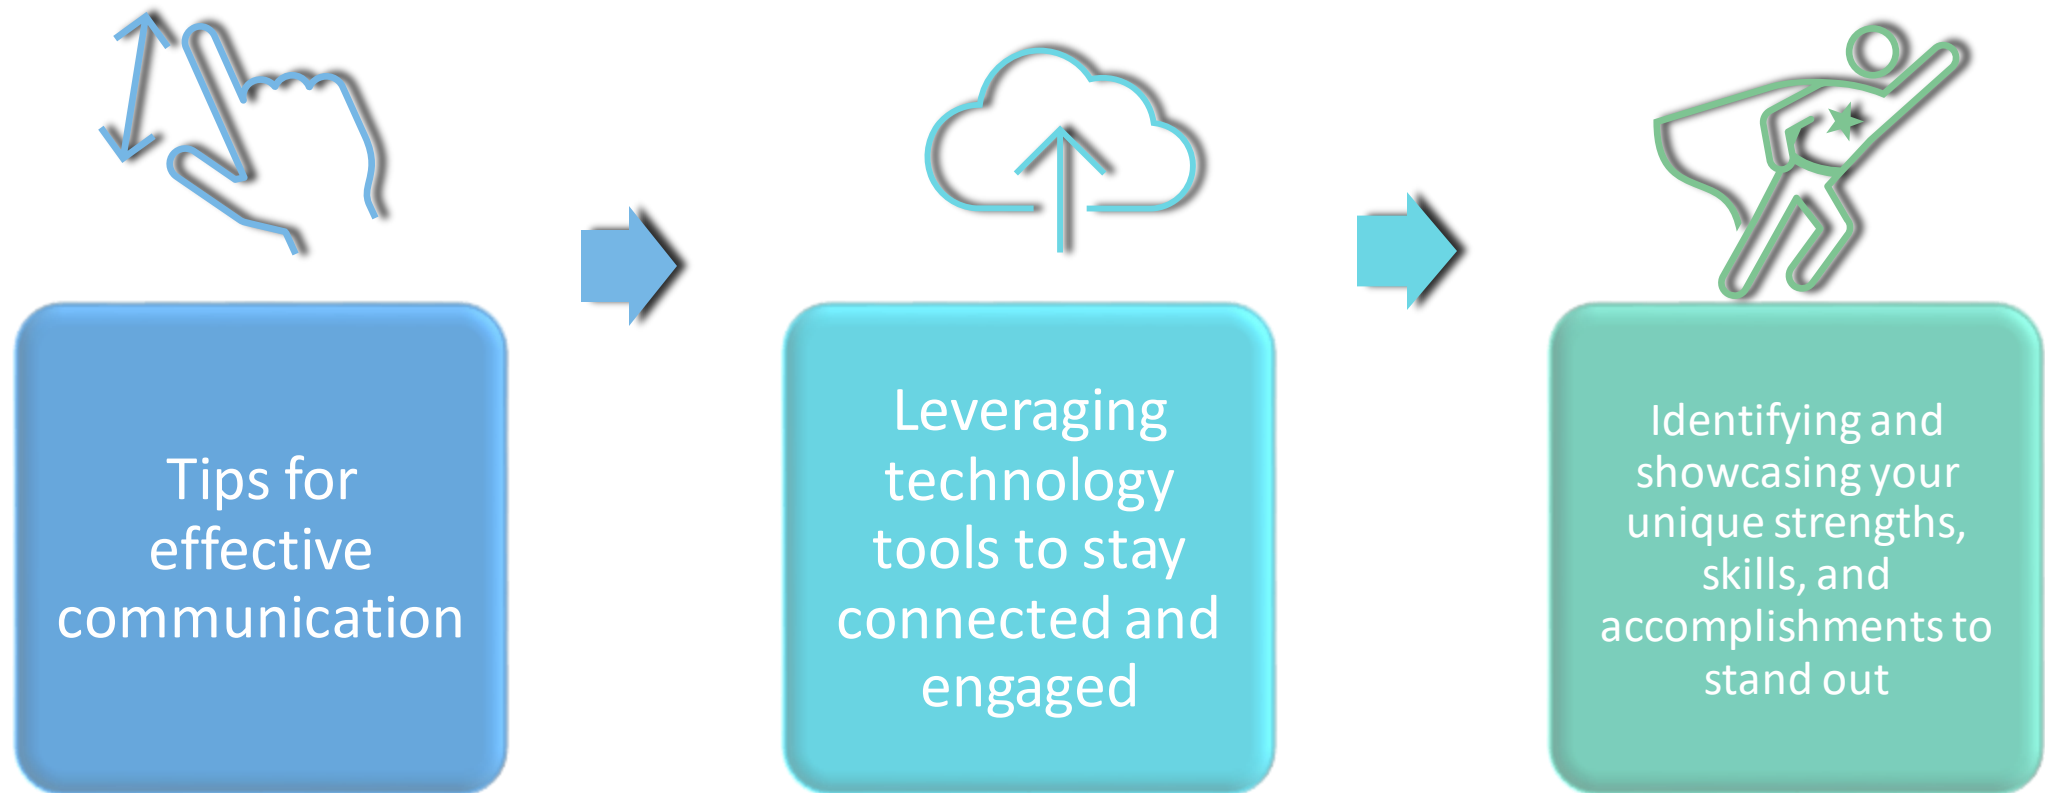 Tips for
effective
communication
Leveraging
technology
tools to stay
connected and
engaged
Identifying and
showcasing your
unique strengths,
skills, and
accomplishments to
stand out